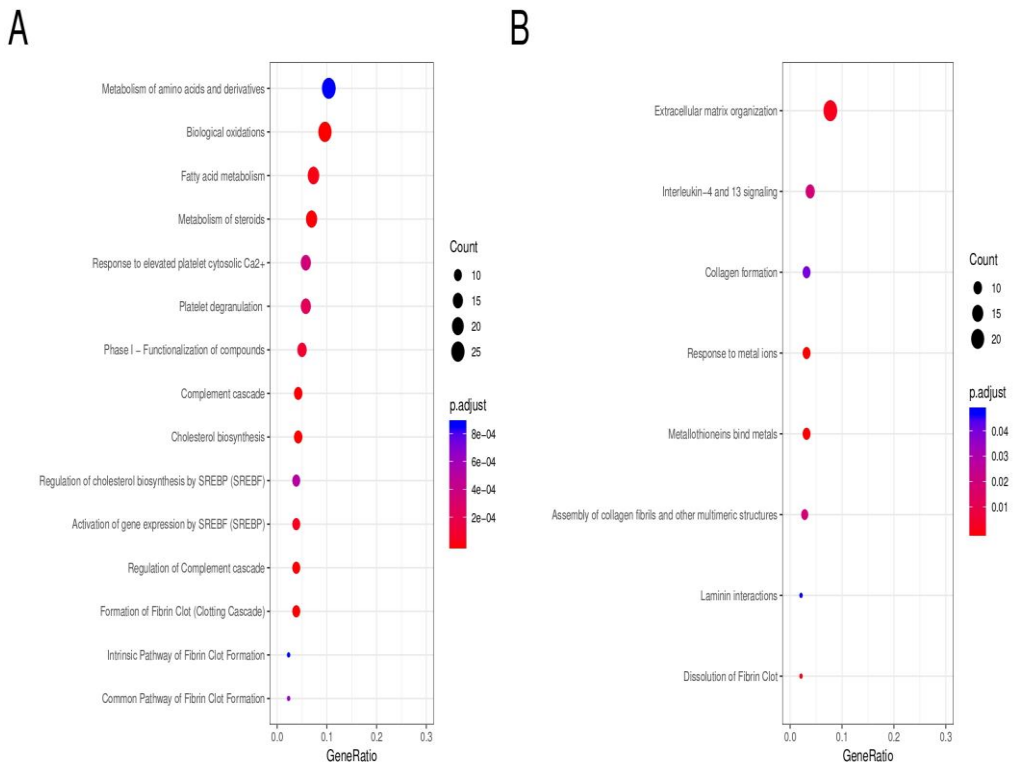 A
Metabolism of amino acids and derivatives
Biological oxidations
Fatty acid metabolism
Metabolism of steroids
Response to elevated platelet cytosolic Ca2+
Platelet degranulation
Phase I – Functionalization of compounds
Complement cascade
Cholesterol biosynthesis
Regulation of cholesterol biosynthesis by SREBP (SREBF)
Activation of gene expression by SREBF (SREBP)
Regulation of Complement cascade
Formation of Fibrin Clot (Clotting Cascade)
Intrinsic Pathway of Fibrin Clot Formation
Common Pathway of Fibrin Clot Formation
0.0 0.1 0.2 0.3
GeneRatio
Count
10
15
20
25
p.adjust
8e−04
6e−04
4e−04
2e−04
B
Extracellular matrix organization
Interleukin−4 and 13 signaling
Collagen formation
Response to metal ions
Metallothioneins bind metals
Assembly of collagen fibrils and other multimeric structures
Laminin interactions
Dissolution of Fibrin Clot
0.0 0.1 0.2 0.3
GeneRatio
Count
10
15
20
p.adjust
0.04
0.03
0.02
0.01